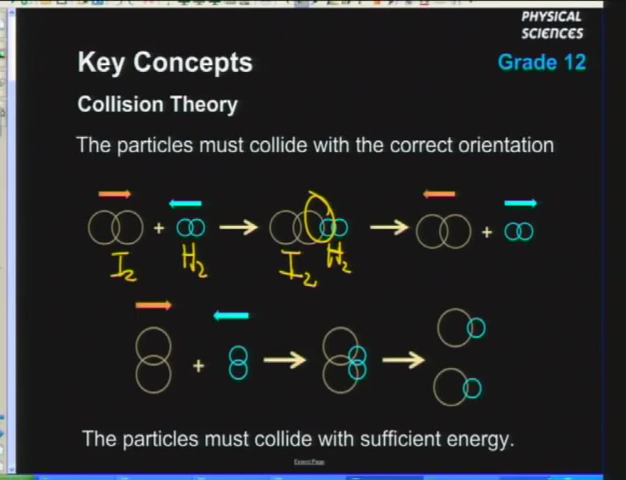 PHYSICAL
SCIENCES
Key Concepts
Grade 12
Collision Theory
The particles must collide with the correct orientation
+
+
I₂ H₂ I₂ H₂
+
The particles must collide with sufficient energy.